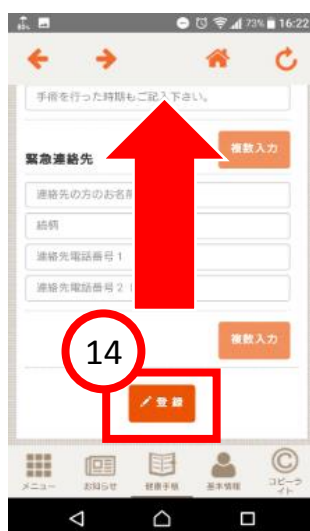 73% 16:22
手術を行った時期もご記入下さい。
複数入力
緊急連絡先
連絡先の方のお名前
続柄
連絡先電話番号1
連絡先電話番号2
複数入力
14
登録
メニュー お知らせ 健康手帳 基本情報 コピーライト